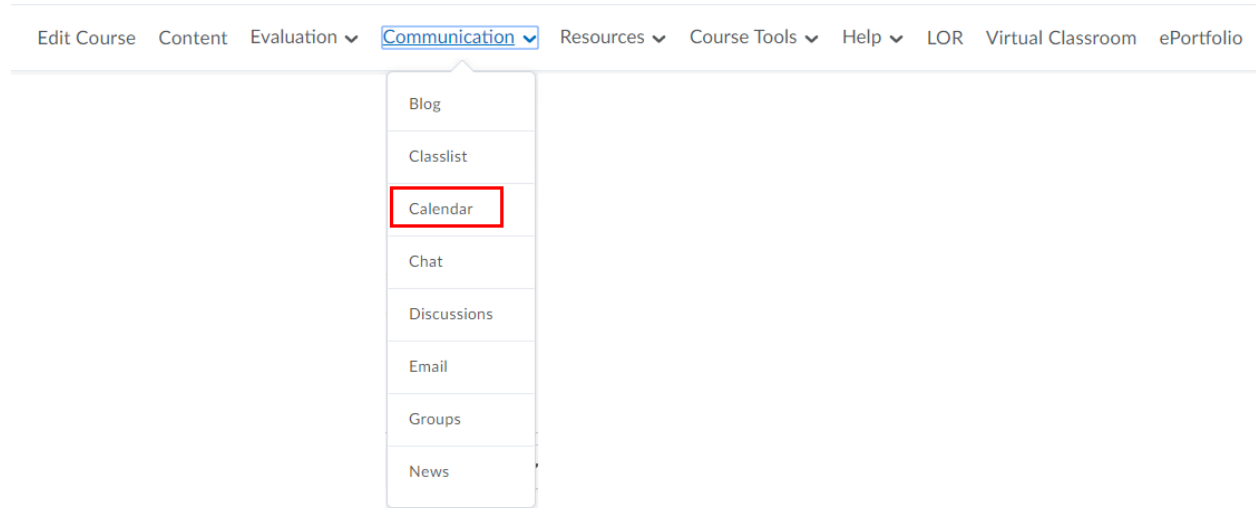 Edit Course Content Evaluation Communication Resources Course Tools Help LOR Virtual Classroom ePortfolio
Blog
Classlist
Calendar
Chat
Discussions
Email
Groups
News